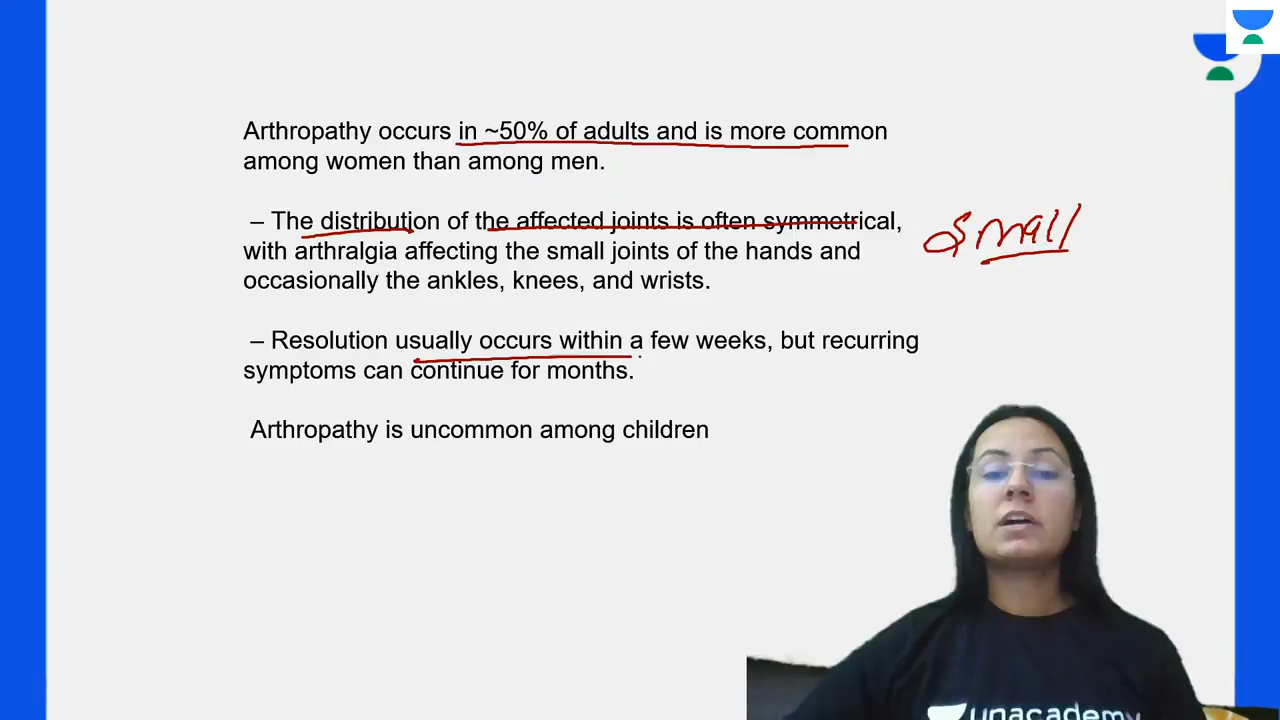 Arthropathy occurs in ~50% of adults and is more common
among women than among men.
– The distribution of the affected joints is often symmetrical,
with arthralgia affecting the small joints of the hands and
occasionally the ankles, knees, and wrists.
Small
– Resolution usually occurs within a few weeks, but recurring
symptoms can continue for months.
Arthropathy is uncommon among children
unacademy